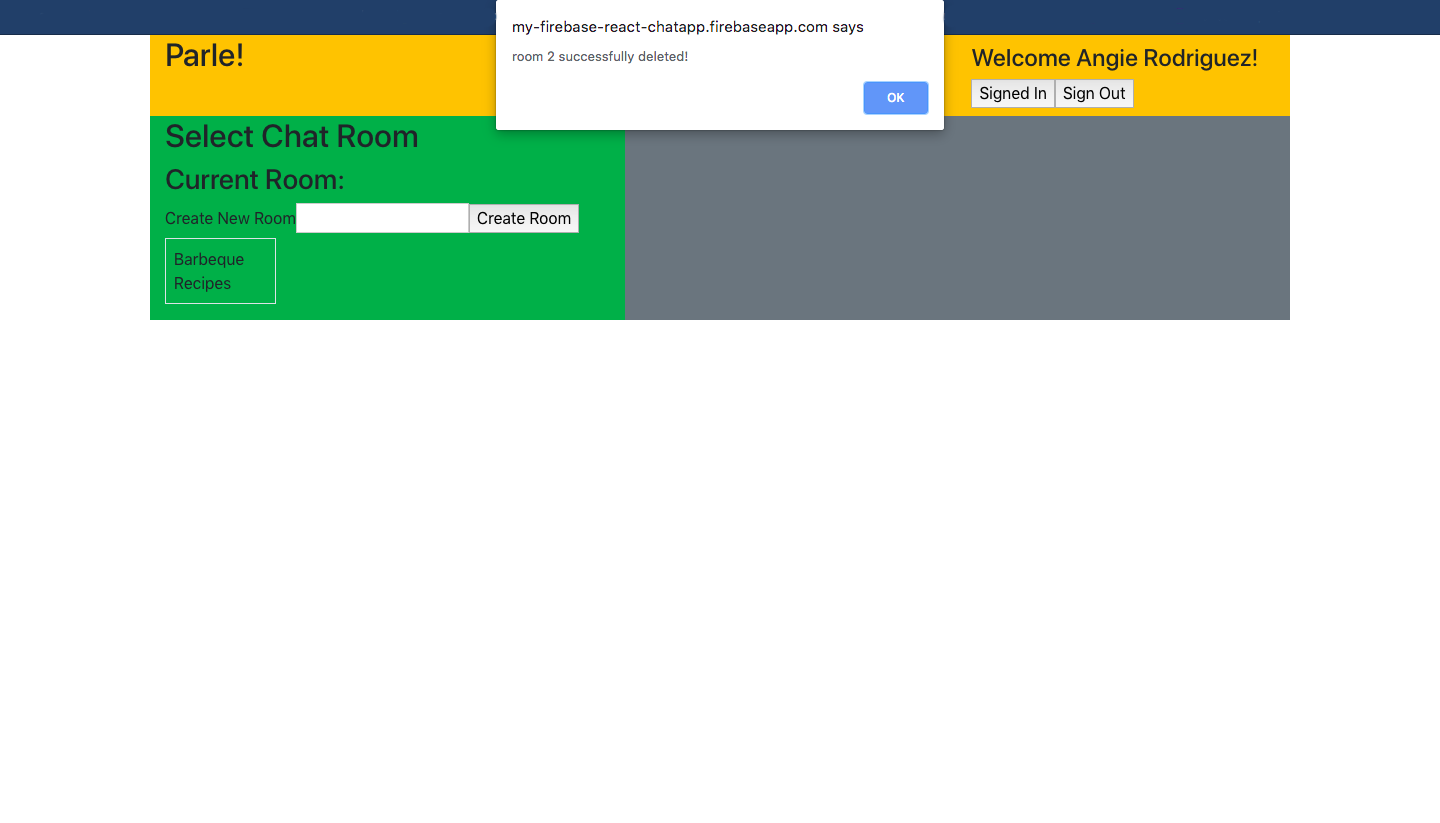 my-firebase-react-chatapp.firebaseapp.com says
room 2 successfully deleted!
OK
Parle!
Welcome Angie Rodriguez!
Signed In Sign Out
Select Chat Room
Current Room:
Create New Room Create Room
Barbeque
Recipes